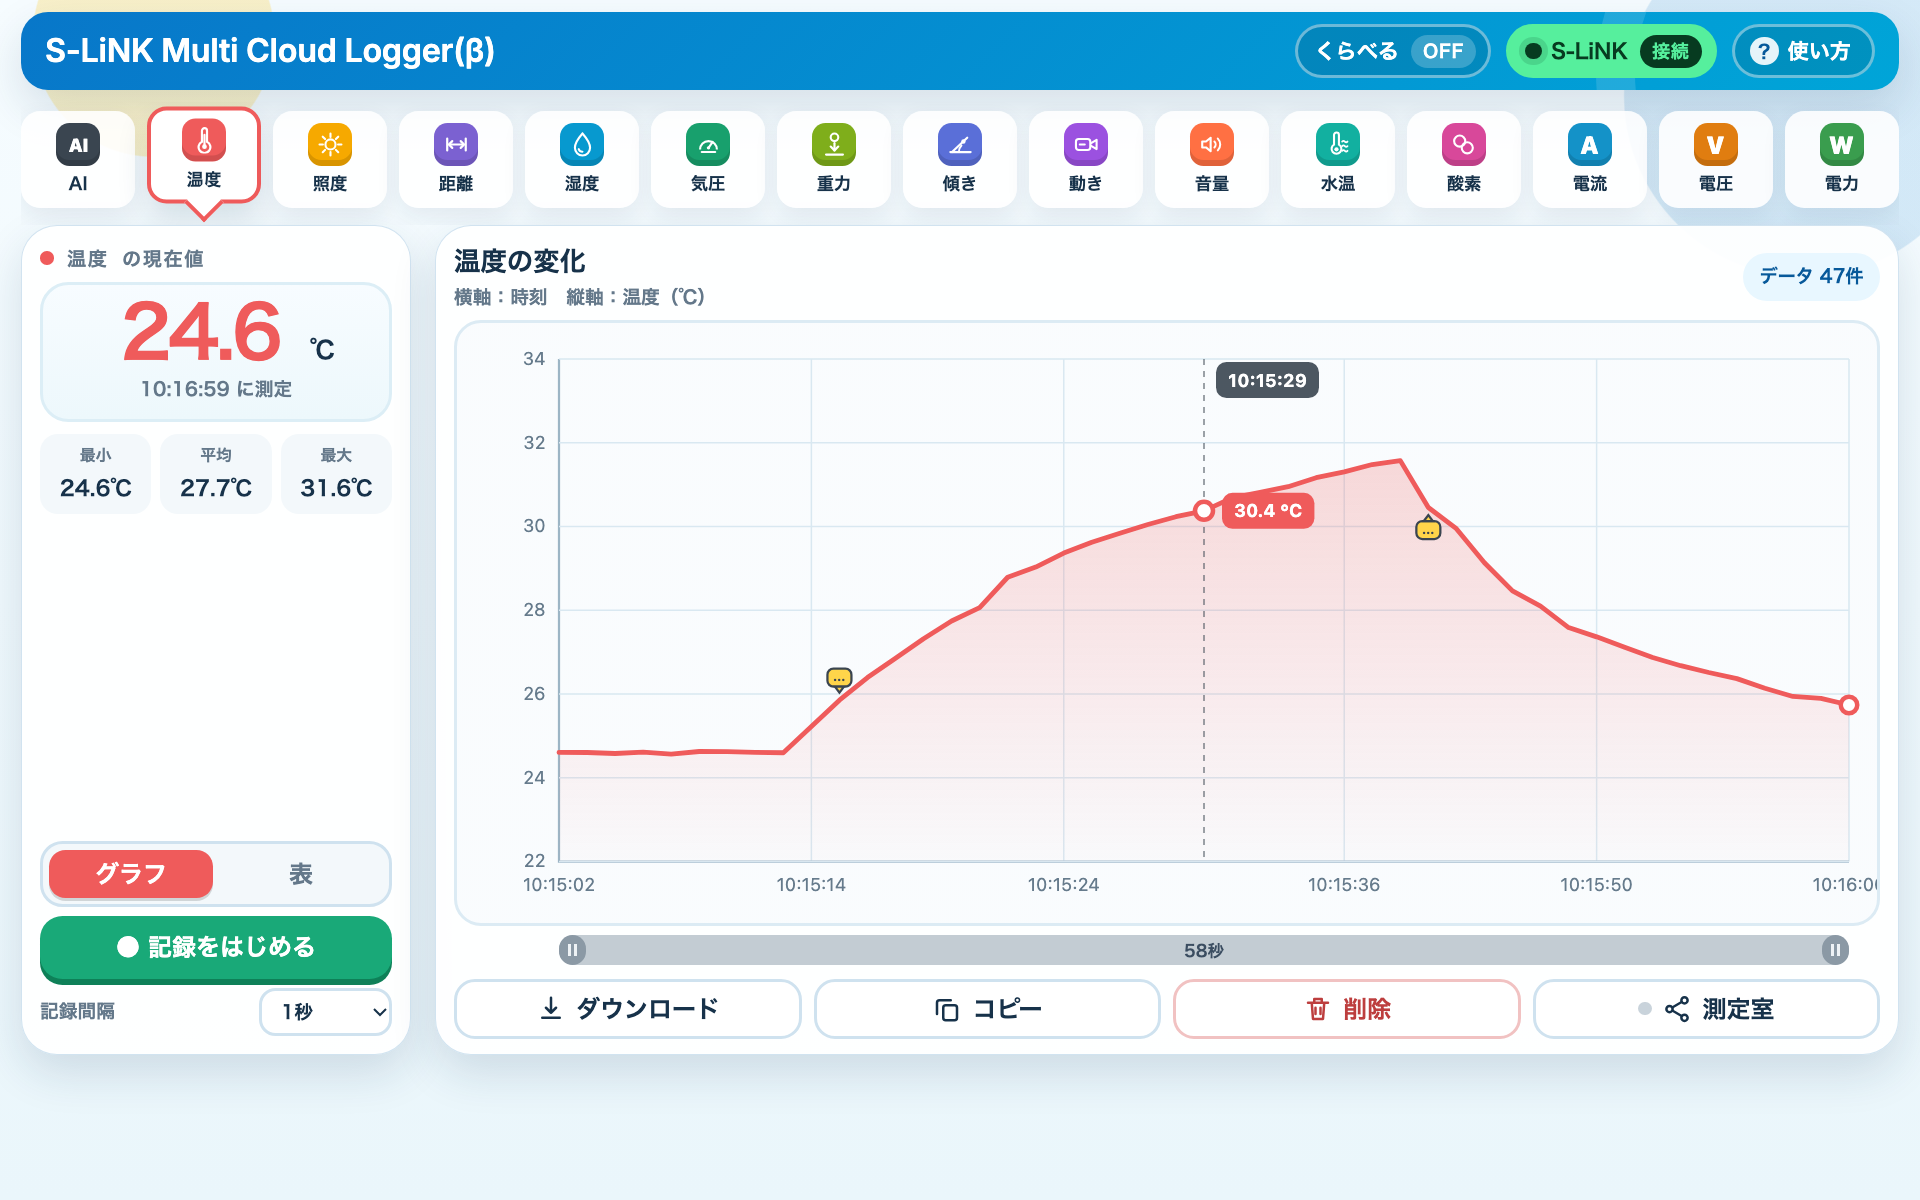 S-LiNK Multi Cloud Logger(β)
くらべる OFF
S-LiNK 接続
? 使い方
AI
AI
温度
照度
距離
湿度
気圧
重力
傾き
動き
音量
水温
酸素
A
電流
V
電圧
W
電力
温度 の現在値
24.6 ℃
10:16:59 に測定
最小
24.6℃
平均
27.7℃
最大
31.6℃
グラフ
表
記録をはじめる
記録間隔
1秒
温度の変化
横軸：時刻 縦軸：温度（℃）
データ 47件
34
32
30
28
26
24
22
10:15:29
30.4 ℃
...
...
10:15:02
10:15:14
10:15:24
10:15:36
10:15:50
58秒
ダウンロード
コピー
削除
測定室